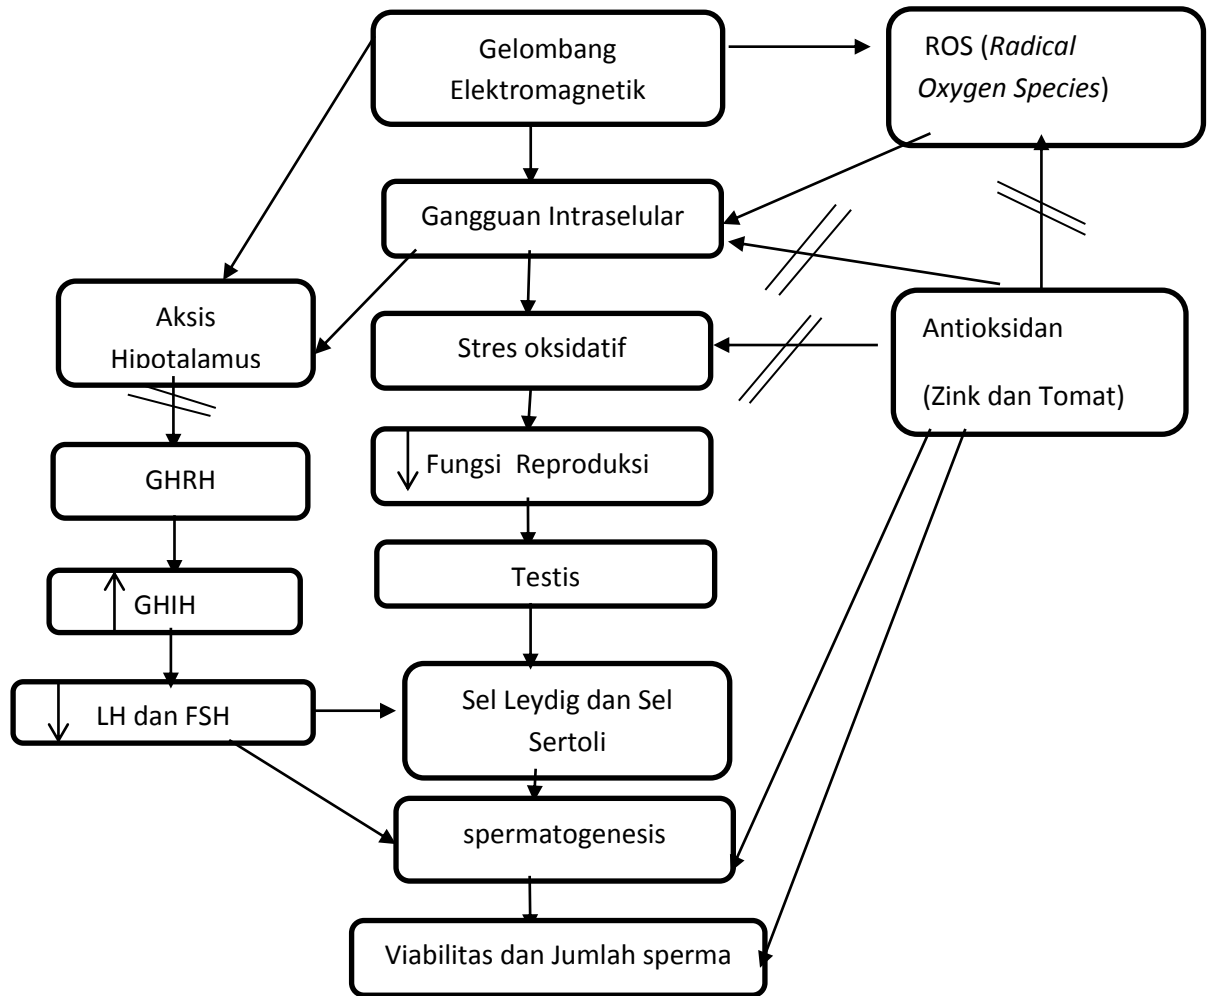 Gelombang
Elektromagnetik
ROS (Radical
Oxygen Species)
Gangguan Intraselular
Aksis
Hipotalamus
Stres oksidatif
Antioksidan
(Zink dan Tomat)
Fungsi Reproduksi
GHRH
Testis
GHIH
LH dan FSH
Sel Leydig dan Sel
Sertoli
spermatogenesis
Viabilitas dan Jumlah sperma